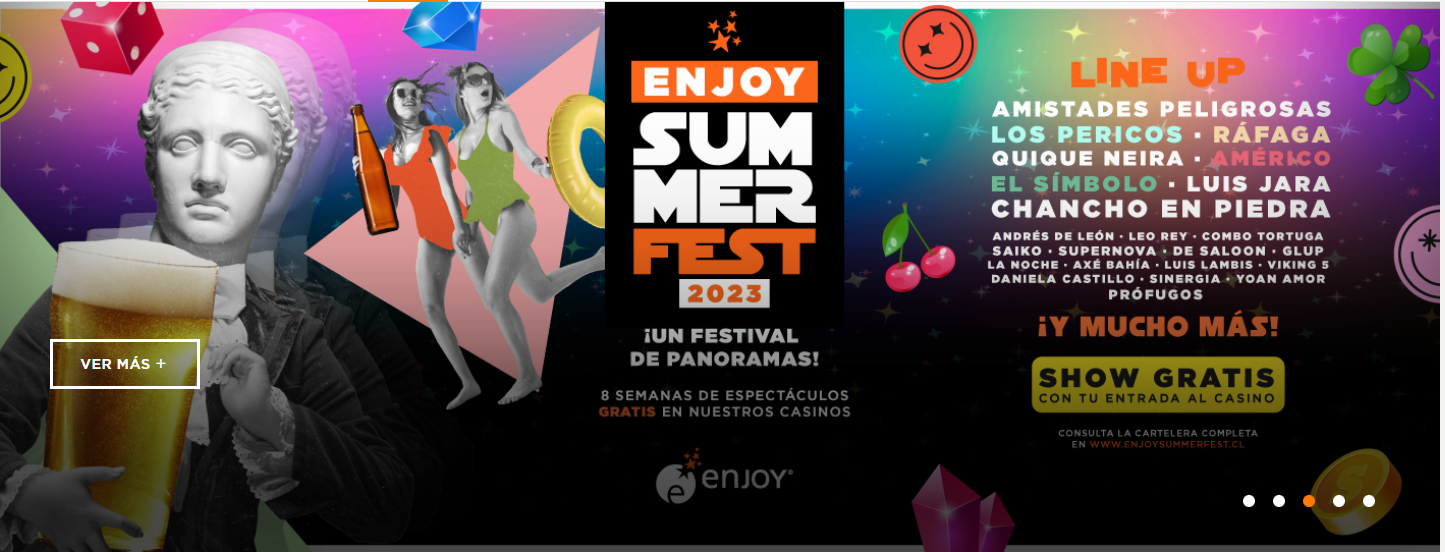 VER MÁS +
ENJOY
SUM
MER
FEST
2023
¡UN FESTIVAL
DE PANORAMAS!
8 SEMANAS DE ESPECTÁCULOS
GRATIS EN NUESTROS CASINOS
enjoy
LINE UP
AMISTADES PELIGROSAS
LOS PERICOS · RÁFAGA
QUIQUE NEIRA · AMÉRICO
EL SÍMBOLO · LUIS JARA
CHANCHO EN PIEDRA
ANDRÉS DE LEÓN · LEO REY · COMBO TORTUGA
SAIKO · SUPERNOVA · DE SALOON · GLUP
LA NOCHE · AXÉ BAHÍA · LUIS LAMBIS · VIKING 5
DANIELA CASTILLO · SINERGIA · YOAN AMOR
PRÓFUGOS
¡Y MUCHO MÁS!
SHOW GRATIS
CON TU ENTRADA AL CASINO
CONSULTA LA CARTELERA COMPLETA
EN WWW.ENJOYSUMMERFEST.CL